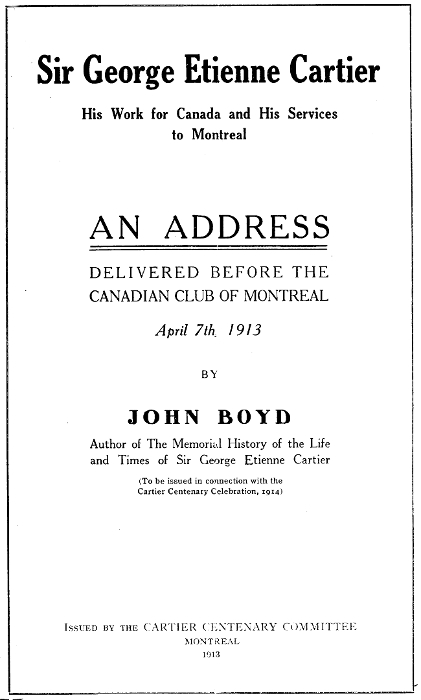 Sir George Etienne Cartier
His Work for Canada and His Services
to Montreal
AN ADDRESS
DELIVERED BEFORE THE
CANADIAN CLUB OF MONTREAL
April 7th, 1913
BY
JOHN BOYD
Author of The Memorial History of the Life
and Times of Sir George Etienne Cartier
(To be issued in connection with the
Cartier Centenary Celebration, 1914)
ISSUED BY THE CARTIER CENTENARY COMMITTEE
MONTREAL
1913